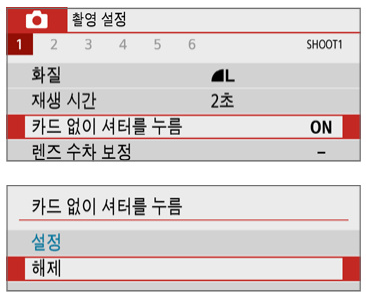 촬영 설정
1 2 3 4 5 6 SHOOT1
화질 L
재생 시간 2초
카드 없이 셔터를 누름 ON
렌즈 수차 보정 –
카드 없이 셔터를 누름
설정
해제